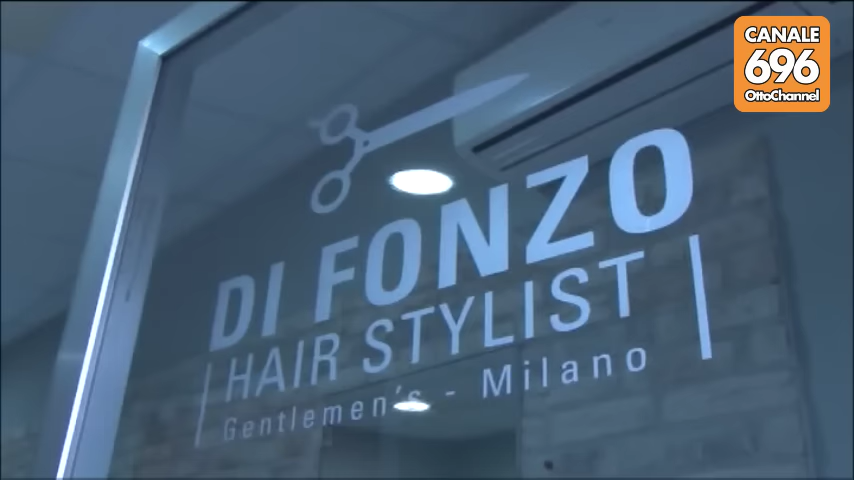 CANALE
696
OttoChannel
DI FONZO
HAIR STYLIST
Gentlemen's - Milano